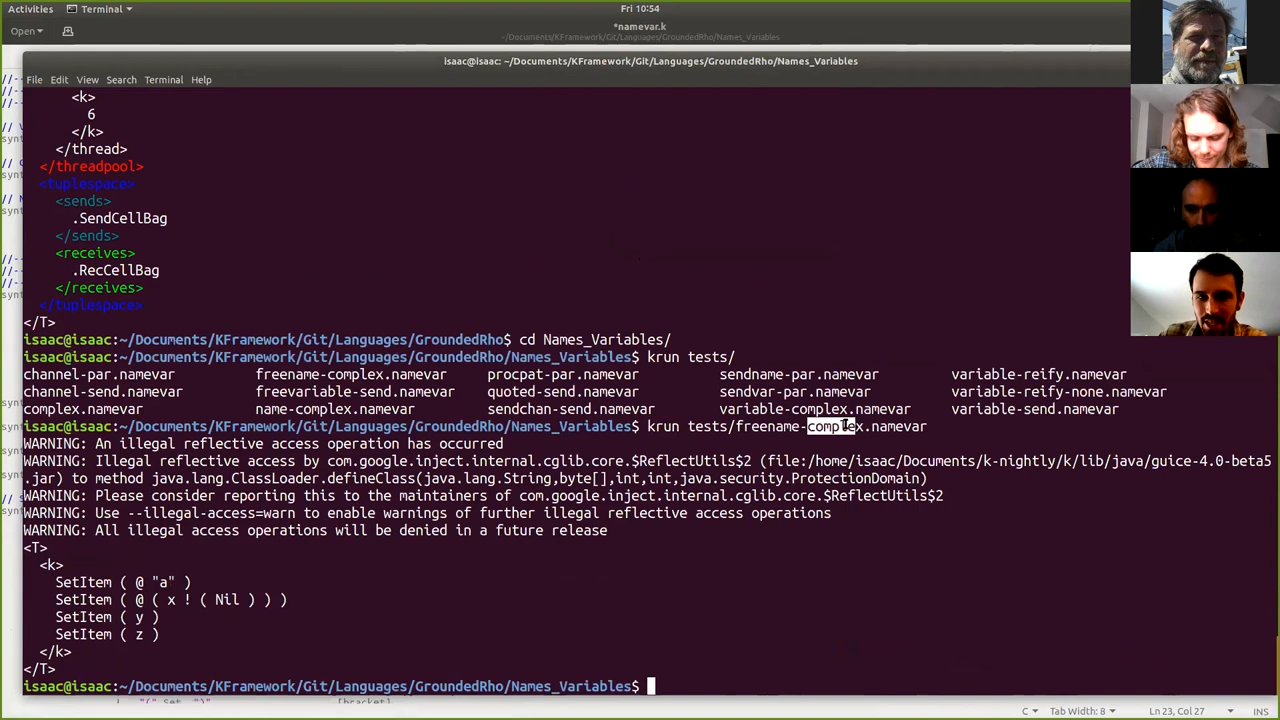 Activities Terminal Fri 10:54
Open *namevar.k
~/Documents/KFramework/Git/Languages/GroundedRho/Names_Variables
isaac@isaac: ~/Documents/KFramework/Git/Languages/GroundedRho/Names_Variables
File Edit View Search Terminal Help
<k>
6
</k>
</thread>
</threadpool>
<tuplespace>
<sends>
.SendCellBag
</sends>
<receives>
.RecCellBag
</receives>
</tuplespace>
</T>
isaac@isaac:~/Documents/KFramework/Git/Languages/GroundedRho$ cd Names_Variables/
isaac@isaac:~/Documents/KFramework/Git/Languages/GroundedRho/Names_Variables$ krun tests/
channel-par.namevar freename-complex.namevar procpat-par.namevar sendname-par.namevar variable-reify.namevar
channel-send.namevar freevariable-send.namevar quoted-send.namevar sendvar-par.namevar variable-reify-none.namevar
complex.namevar name-complex.namevar sendchan-send.namevar variable-complex.namevar variable-send.namevar
isaac@isaac:~/Documents/KFramework/Git/Languages/GroundedRho/Names_Variables$ krun tests/freename-complex.namevar
WARNING: An illegal reflective access operation has occurred
WARNING: Illegal reflective access by com.google.inject.internal.cglib.core.$ReflectUtils$2 (file:/home/isaac/Documents/k-nightly/k/lib/java/guice-4.0-beta5
.jar) to method java.lang.ClassLoader.defineClass(java.lang.String,byte[],int,int,java.security.ProtectionDomain)
WARNING: Please consider reporting this to the maintainers of com.google.inject.internal.cglib.core.$ReflectUtils$2
WARNING: Use --illegal-access=warn to enable warnings of further illegal reflective access operations
WARNING: All illegal access operations will be denied in a future release
<T>
<k>
SetItem ( @ "a" )
SetItem ( @ ( x ! ( Nil ) ) )
SetItem ( y )
SetItem ( z )
</k>
</T>
isaac@isaac:~/Documents/KFramework/Git/Languages/GroundedRho/Names_Variables$
C Tab Width: 8 Ln 23, Col 27 INS